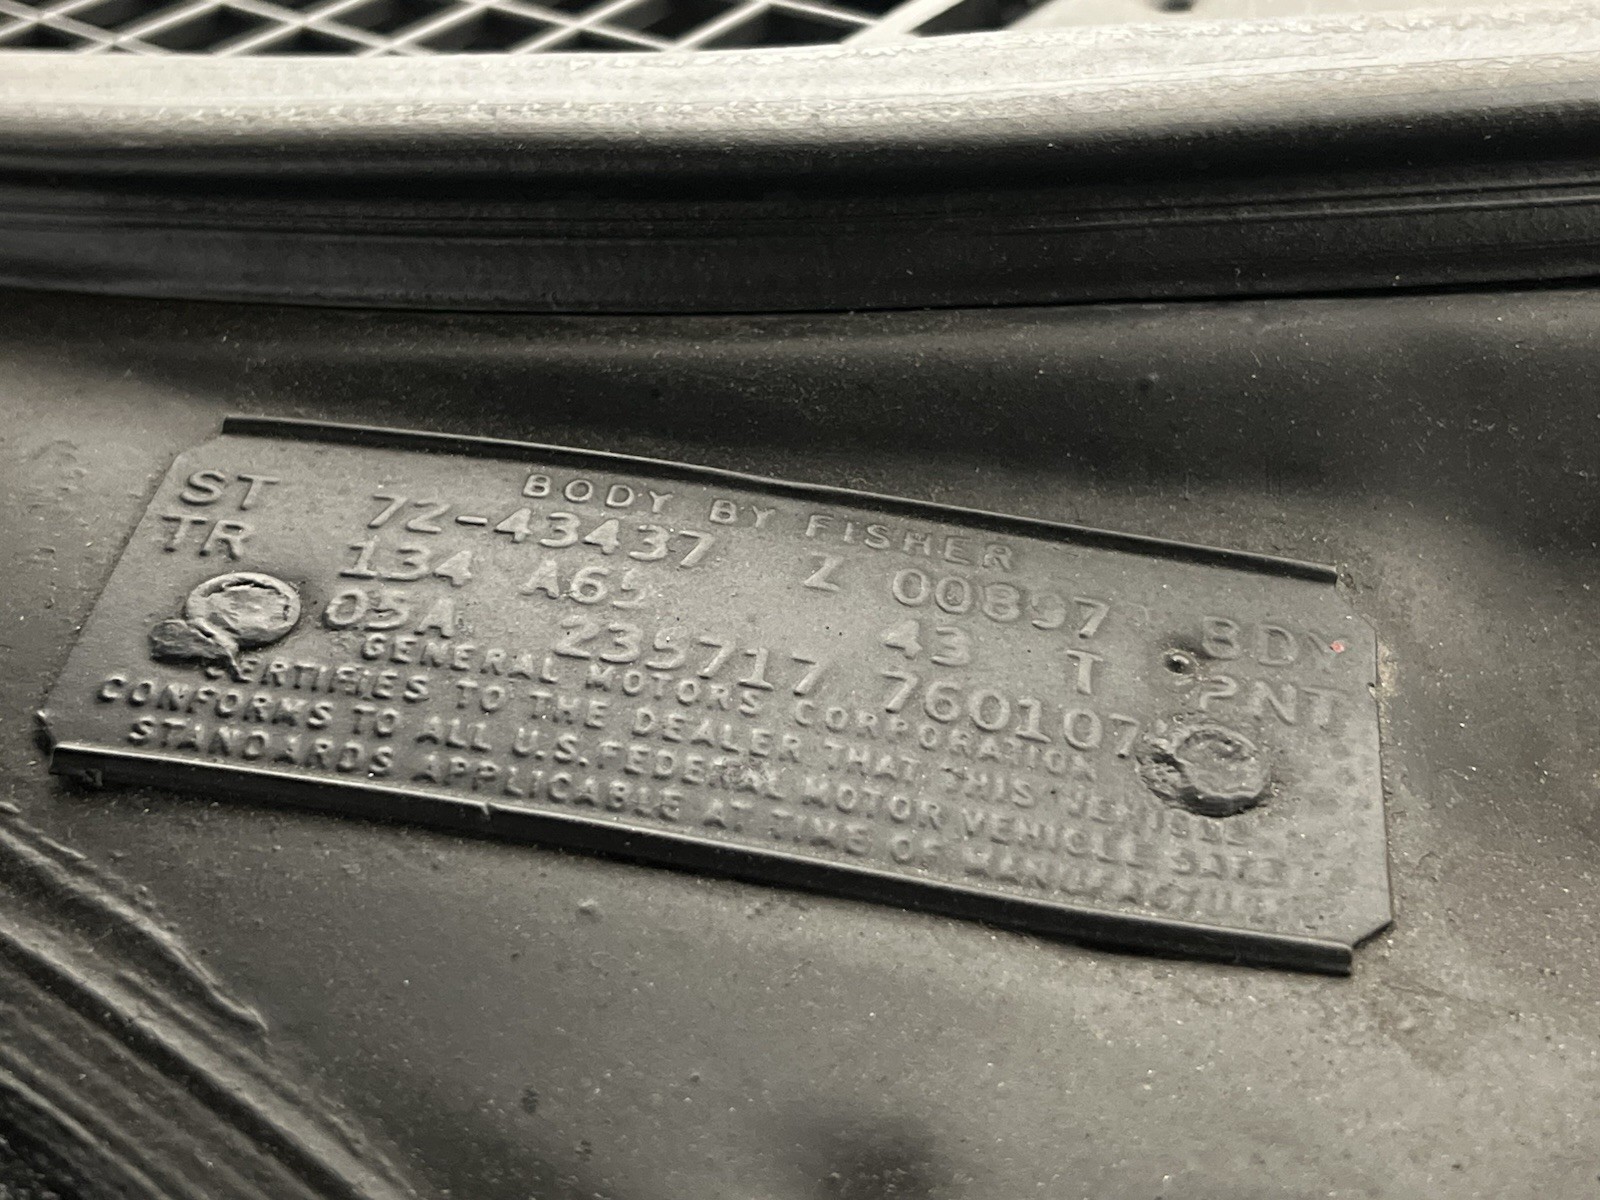 BODY BY FISHER
ST 72-43437 Z 00897 BDY
TR 134 A65 43 T PNT
05A 235717 760107
GENERAL MOTORS CORPORATION
CERTIFIES TO THE DEALER THAT THIS VEHICLE
CONFORMS TO ALL U.S. FEDERAL MOTOR VEHICLE SAFETY
STANDARDS APPLICABLE AT TIME OF MANUFACTURE